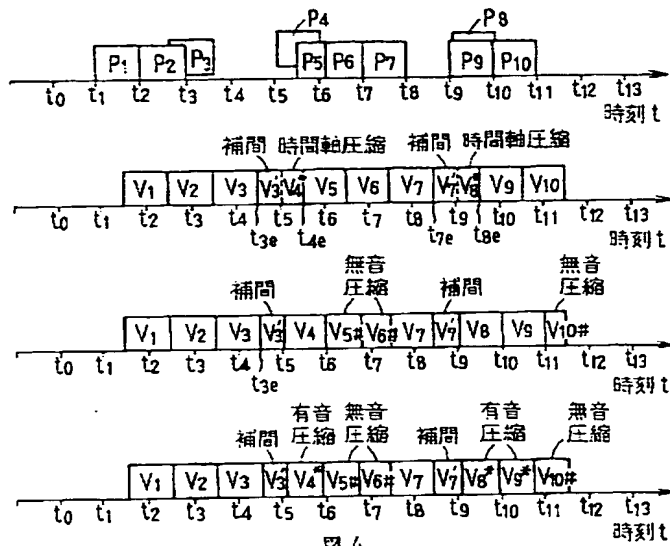 P4 P8
P1 P2 P3 P5 P6 P7 P9 P10
t0 t1 t2 t3 t4 t5 t6 t7 t8 t9 t10 t11 t12 t13
時刻 t
補間 時間軸圧縮 補間 時間軸圧縮
V1 V2 V3 V3' V4* V5 V6 V7 V7' V8* V9 V10
t0 t1 t2 t3 t4 t5 t6 t7 t8 t9 t10 t11 t12 t13
t3e t4e t7e t8e 時刻 t
無音 無音
補間 圧縮 補間 圧縮
V1 V2 V3 V3' V4 V5# V6# V7 V7' V8 V9 V10#
t0 t1 t2 t3 t4 t5 t6 t7 t8 t9 t10 t11 t12 t13
t3e 時刻 t
有音 無音 有音 無音
補間 圧縮 圧縮 補間 圧縮 圧縮
V1 V2 V3 V3' V4* V5# V6# V7 V7' V8* V9* V10#
t0 t1 t2 t3 t4 t5 t6 t7 t8 t9 t10 t11 t12 t13
時刻 t
図4